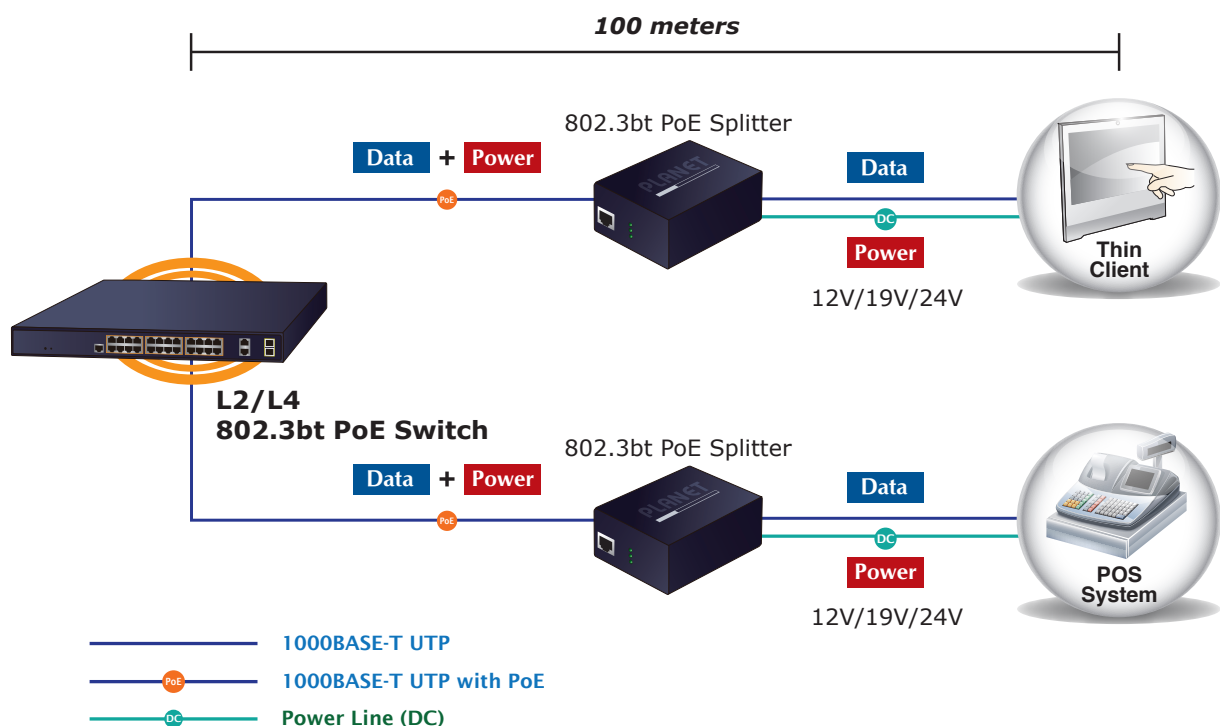 100 meters
802.3bt PoE Splitter
Data + Power
Data
PoE
PLANET
DC
Power
12V/19V/24V
Thin
Client
L2/L4
802.3bt PoE Switch
802.3bt PoE Splitter
Data + Power
Data
PoE
PLANET
DC
Power
12V/19V/24V
POS
System
1000BASE-T UTP
PoE
1000BASE-T UTP with PoE
DC
Power Line (DC)